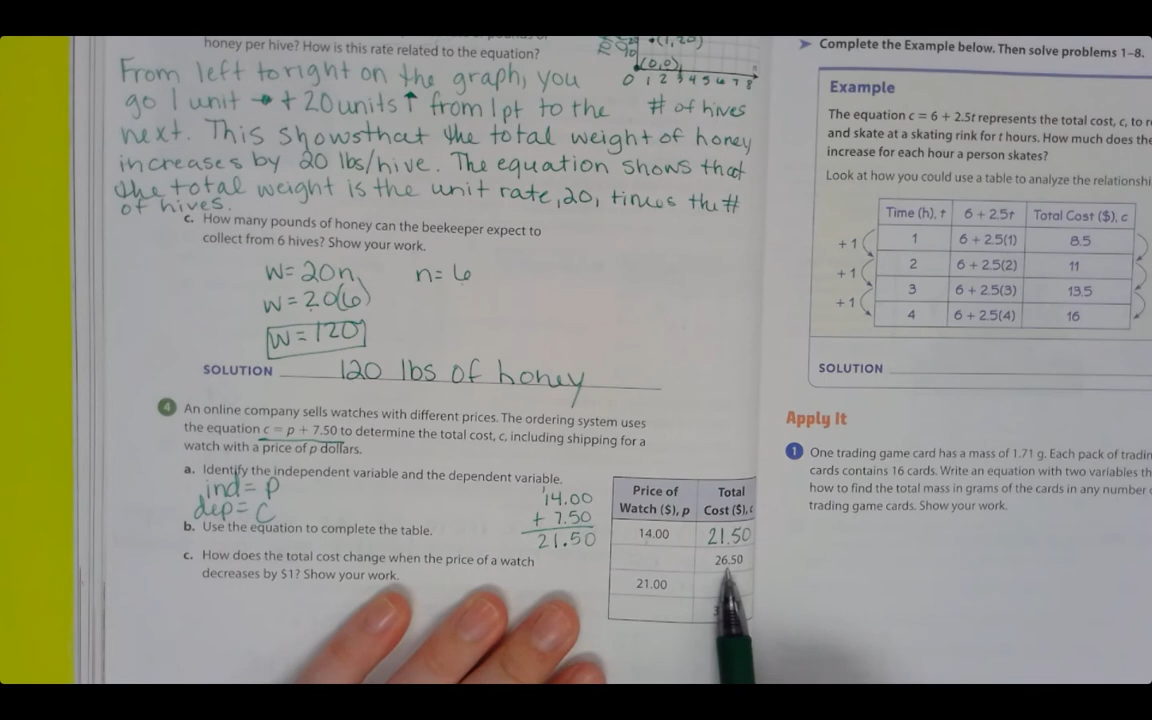 honey per hive? How is this rate related to the equation?
From left to right on the graph, you
go 1 unit → + 20 units ↑ from 1 pt to the
next. This shows that the total weight of honey
increases by 20 lbs/hive. The equation shows that
the total weight is the unit rate, 20, times the #
of hives.
(1,20)
(0,0)
0 1 2 3 4 5 6 7 8
# of hives
c. How many pounds of honey can the beekeeper expect to
collect from 6 hives? Show your work.
W=20n n=6
W=20(6)
W=120
SOLUTION 120 lbs of honey
4 An online company sells watches with different prices. The ordering system uses
the equation c = p + 7.50 to determine the total cost, c, including shipping for a
watch with a price of p dollars.
a. Identify the independent variable and the dependent variable.
ind= p
dep= c
b. Use the equation to complete the table.
14.00
+ 7.50
21.50
c. How does the total cost change when the price of a watch
decreases by $1? Show your work.
Price of Total
Watch ($), p Cost ($), c
14.00 21.50
26.50
21.00
Complete the Example below. Then solve problems 1–8.
Example
The equation c = 6 + 2.5t represents the total cost, c, to
and skate at a skating rink for t hours. How much does the
increase for each hour a person skates?
Look at how you could use a table to analyze the
Time (h), t 6 + 2.5t Total Cost ($), c
+1 1 6 + 2.5(1) 8.5
+1 2 6 + 2.5(2) 11
+1 3 6 + 2.5(3) 13.5
4 6 + 2.5(4) 16
SOLUTION
Apply It
1 One trading game card has a mass of 1.71 g. Each pack of
cards contains 16 cards. Write an equation with two variables
how to find the total mass in grams of the cards in any number
trading game cards. Show your work.